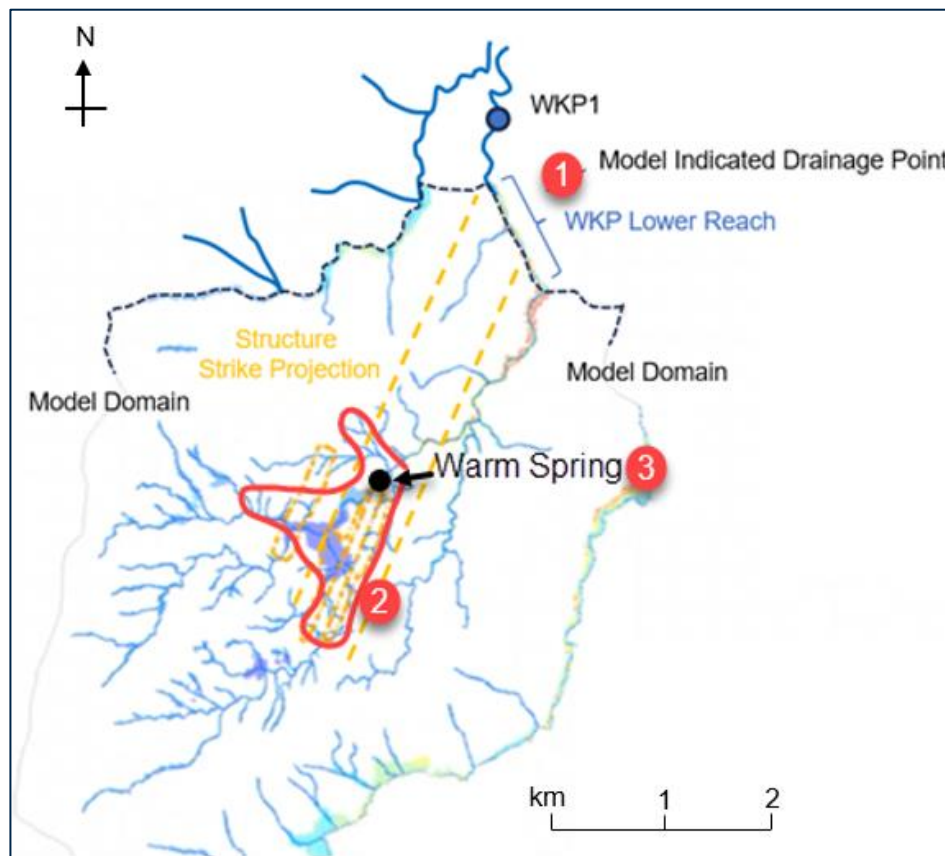 N
WKP1
1
Model Indicated Drainage Point
WKP Lower Reach
Structure
Strike Projection
Model Domain
Model Domain
Warm Spring
3
2
km
1
2